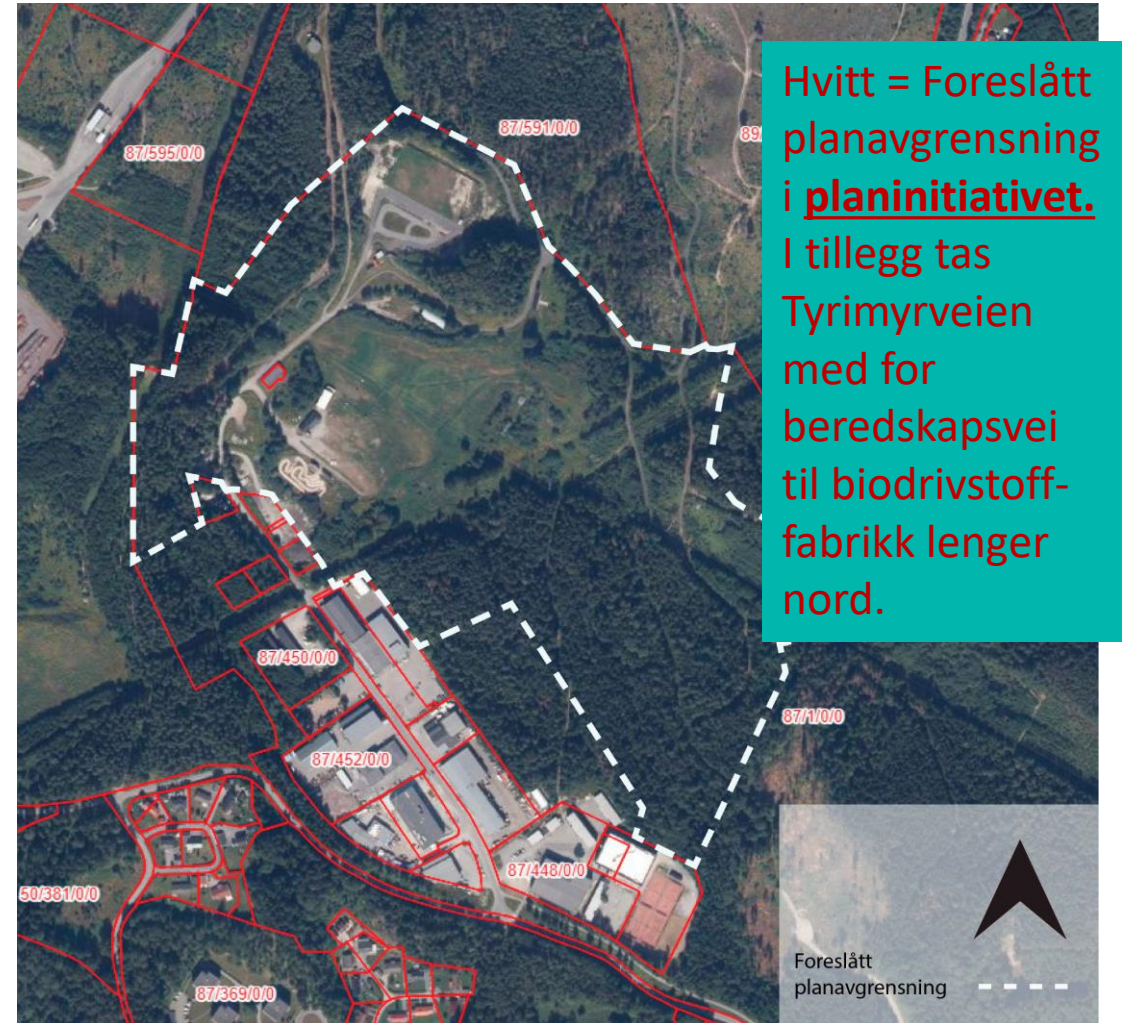 Hvitt = Foreslått
planavgrensning
i planinitiativet.
I tillegg tas
Tyrimyrveien
med for
beredskapsvei
til biodrivstoff-
fabrikk lenger
nord.
87/591/0/0
89/
87/595/0/0
87/450/0/0
87/1/0/0
87/452/0/0
87/448/0/0
50/381/0/0
87/369/0/0
Foreslått
planavgrensning